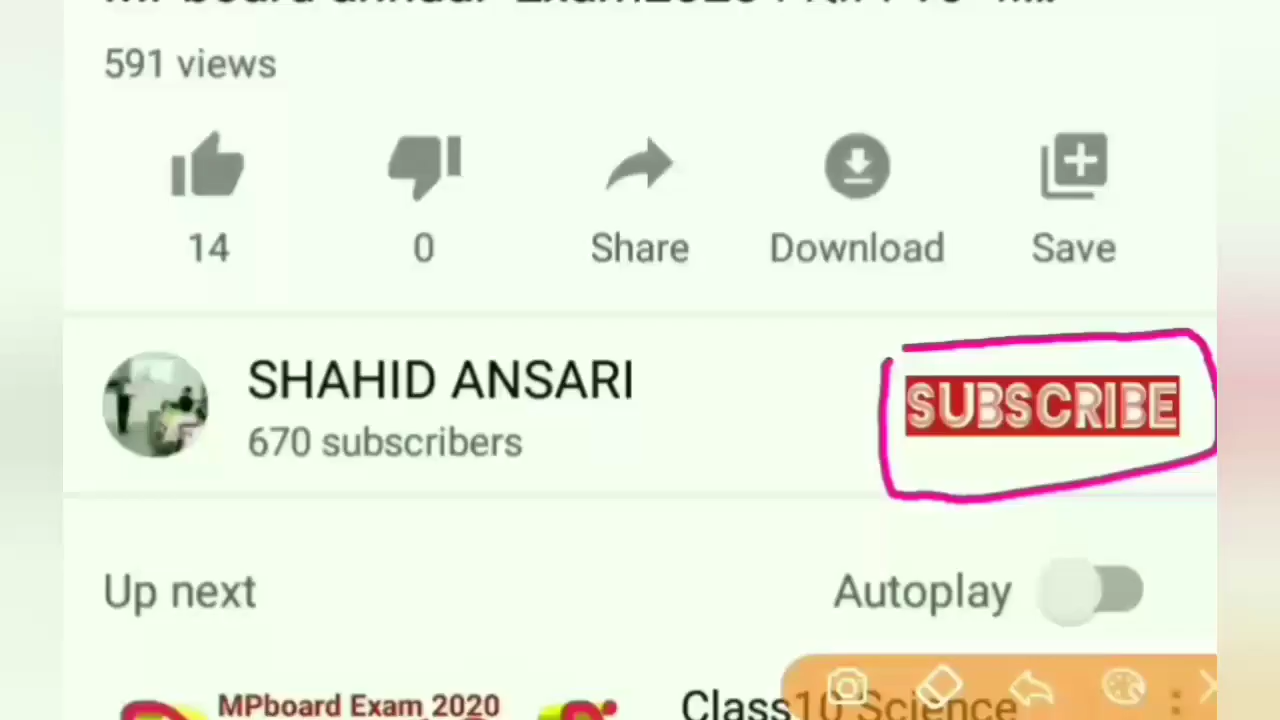 591 views
14
0
Share
Download
Save
SHAHID ANSARI
670 subscribers
SUBSCRIBE
Up next
Autoplay
MPboard Exam 2020
Class10 Science